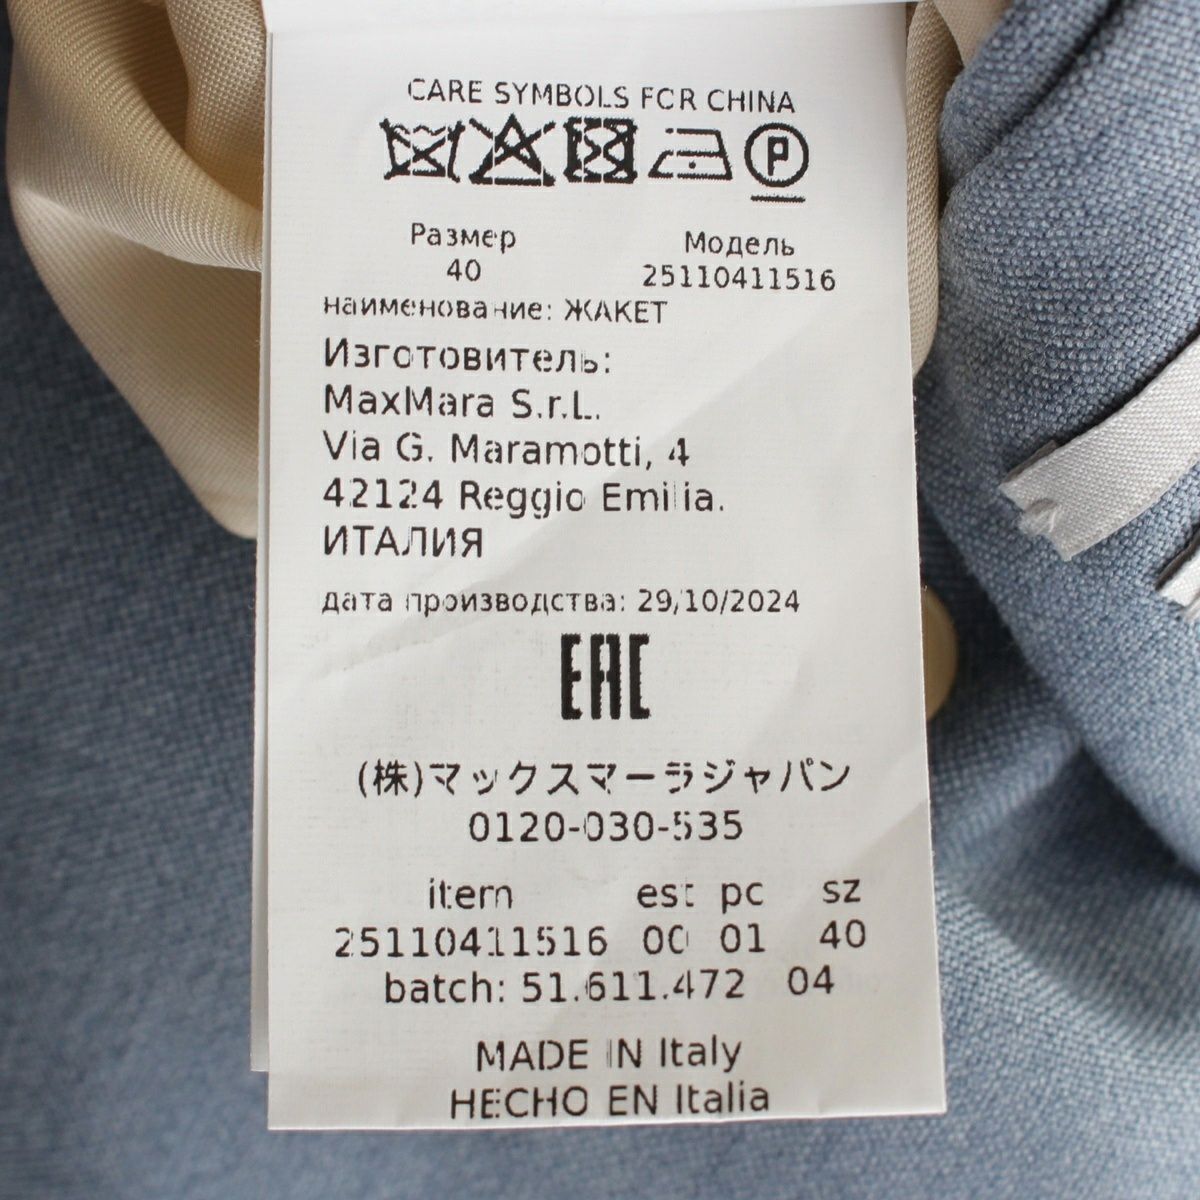 CARE SYMBOLS FOR CHINA
P
Размер Модель
40 25110411516
наименование: ЖАКЕТ
Изготовитель:
MaxMara S.r.L.
Via G. Maramotti, 4
42124 Reggio Emilia.
ИТАЛИЯ
дата производства: 29/10/2024
EAC
(株)マックスマーラジャパン
0120-030-535
item est pc sz
25110411516 00 01 40
batch: 51.611.472 04
MADE IN Italy
HECHO EN Italia